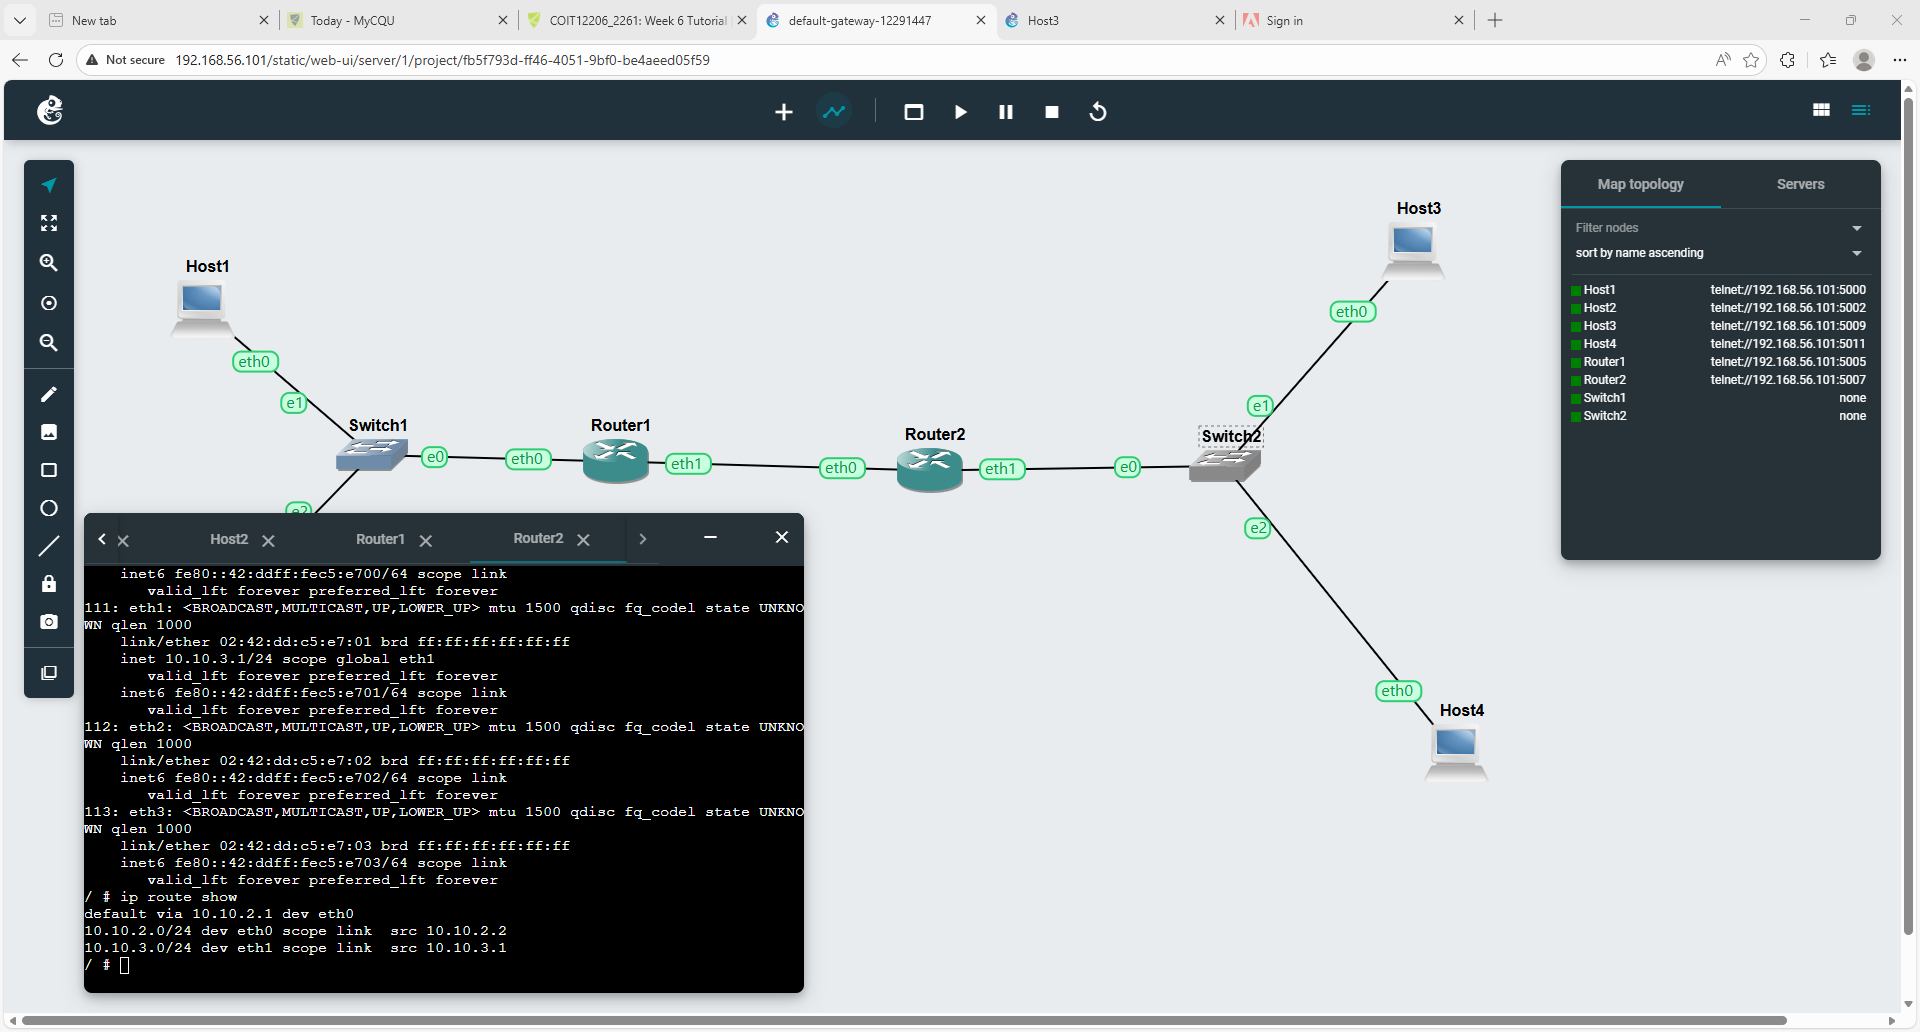 New tab
Today - MyCQU
COIT12206_2261: Week 6 Tutorial
default-gateway-12291447
Host3
Sign in
Not secure 192.168.56.101/static/web-ui/server/1/project/fb5f793d-ff46-4051-9bf0-be4aeed05f59
Map topology Servers
Filter nodes
sort by name ascending
Host1 telnet://192.168.56.101:5000
Host2 telnet://192.168.56.101:5002
Host3 telnet://192.168.56.101:5009
Host4 telnet://192.168.56.101:5011
Router1 telnet://192.168.56.101:5005
Router2 telnet://192.168.56.101:5007
Switch1 none
Switch2 none
Host3
Host1
eth0
eth0
e1
e1
Switch1
Router1
Router2
Switch2
e0
eth0
eth1
eth0
eth1
e0
e2
e2
eth0
Host4
Host2
Router1
Router2
inet6 fe80::42:ddff:fec5:e700/64 scope link
valid_lft forever preferred_lft forever
111: eth1: <BROADCAST,MULTICAST,UP,LOWER_UP> mtu 1500 qdisc fq_codel state UNKNO
WN qlen 1000
link/ether 02:42:dd:c5:e7:01 brd ff:ff:ff:ff:ff:ff
inet 10.10.3.1/24 scope global eth1
valid_lft forever preferred_lft forever
inet6 fe80::42:ddff:fec5:e701/64 scope link
valid_lft forever preferred_lft forever
112: eth2: <BROADCAST,MULTICAST,UP,LOWER_UP> mtu 1500 qdisc fq_codel state UNKNO
WN qlen 1000
link/ether 02:42:dd:c5:e7:02 brd ff:ff:ff:ff:ff:ff
inet6 fe80::42:ddff:fec5:e702/64 scope link
valid_lft forever preferred_lft forever
113: eth3: <BROADCAST,MULTICAST,UP,LOWER_UP> mtu 1500 qdisc fq_codel state UNKNO
WN qlen 1000
link/ether 02:42:dd:c5:e7:03 brd ff:ff:ff:ff:ff:ff
inet6 fe80::42:ddff:fec5:e703/64 scope link
valid_lft forever preferred_lft forever
/ # ip route show
default via 10.10.2.1 dev eth0
10.10.2.0/24 dev eth0 scope link  src 10.10.2.2
10.10.3.0/24 dev eth1 scope link  src 10.10.3.1
/ #